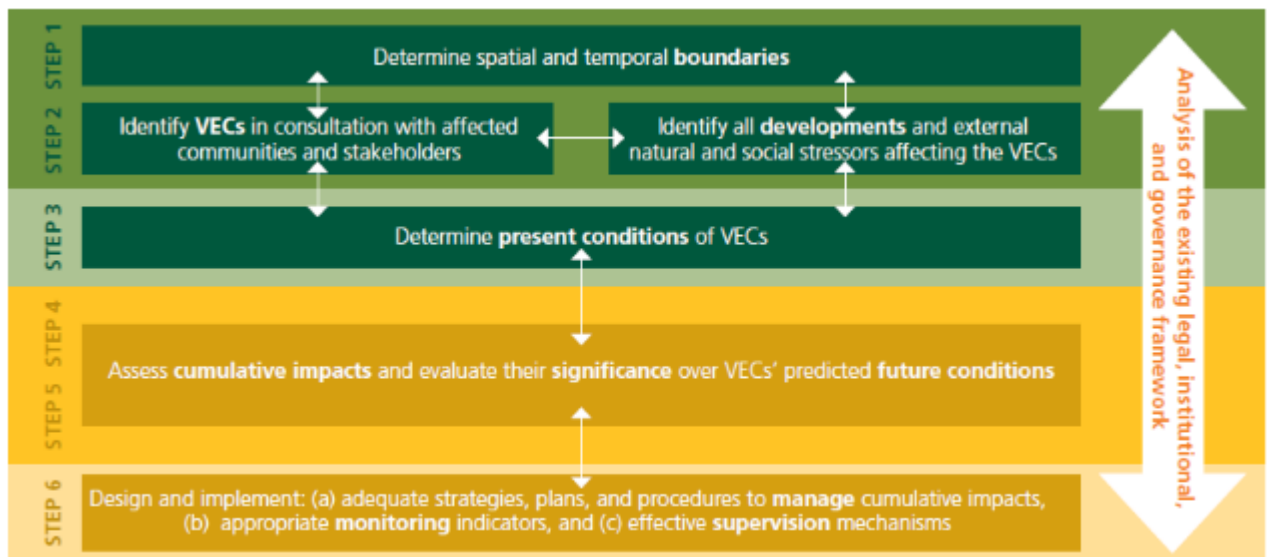 STEP 1
Determine spatial and temporal boundaries
STEP 2
Identify VECs in consultation with affected
communities and stakeholders
Identify all developments and external
natural and social stressors affecting the VECs
STEP 3
Determine present conditions of VECs
STEP 4
STEP 5
Assess cumulative impacts and evaluate their significance over VECs' predicted future conditions
STEP 6
Design and implement: (a) adequate strategies, plans, and procedures to manage cumulative impacts,
(b) appropriate monitoring indicators, and (c) effective supervision mechanisms
Analysis of the existing legal, institutional,
and governance framework